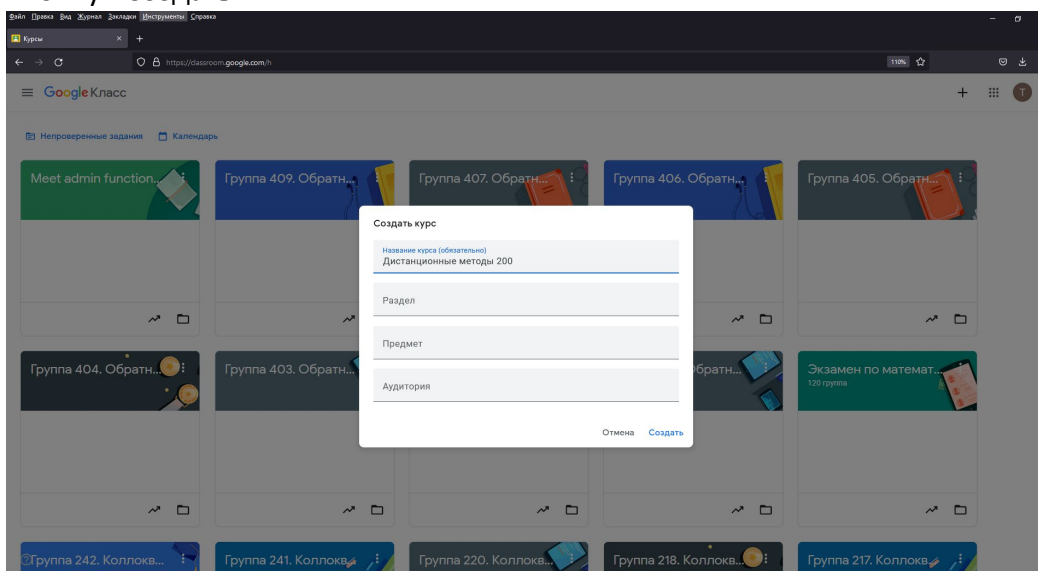 Файл Правка Вид Журнал Закладки Инструменты Справка
Курсы
https://classroom.google.com/h
110%
Google Класс
T
Непроверенные задания Календарь
Meet admin function... Группа 409. Обратн... Группа 407. Обратн... Группа 406. Обратн... Группа 405. Обратн...
Создать курс
Название курса (обязательно)
Дистанционные методы 200
Раздел
Предмет
Аудитория
Отмена Создать
Группа 404. Обратн... Группа 403. Обратн... Обратн... Экзамен по математ...
120 группа
Группа 242. Коллокв... Группа 241. Коллокв... Группа 220. Коллокв... Группа 218. Коллокв... Группа 217. Коллокв...